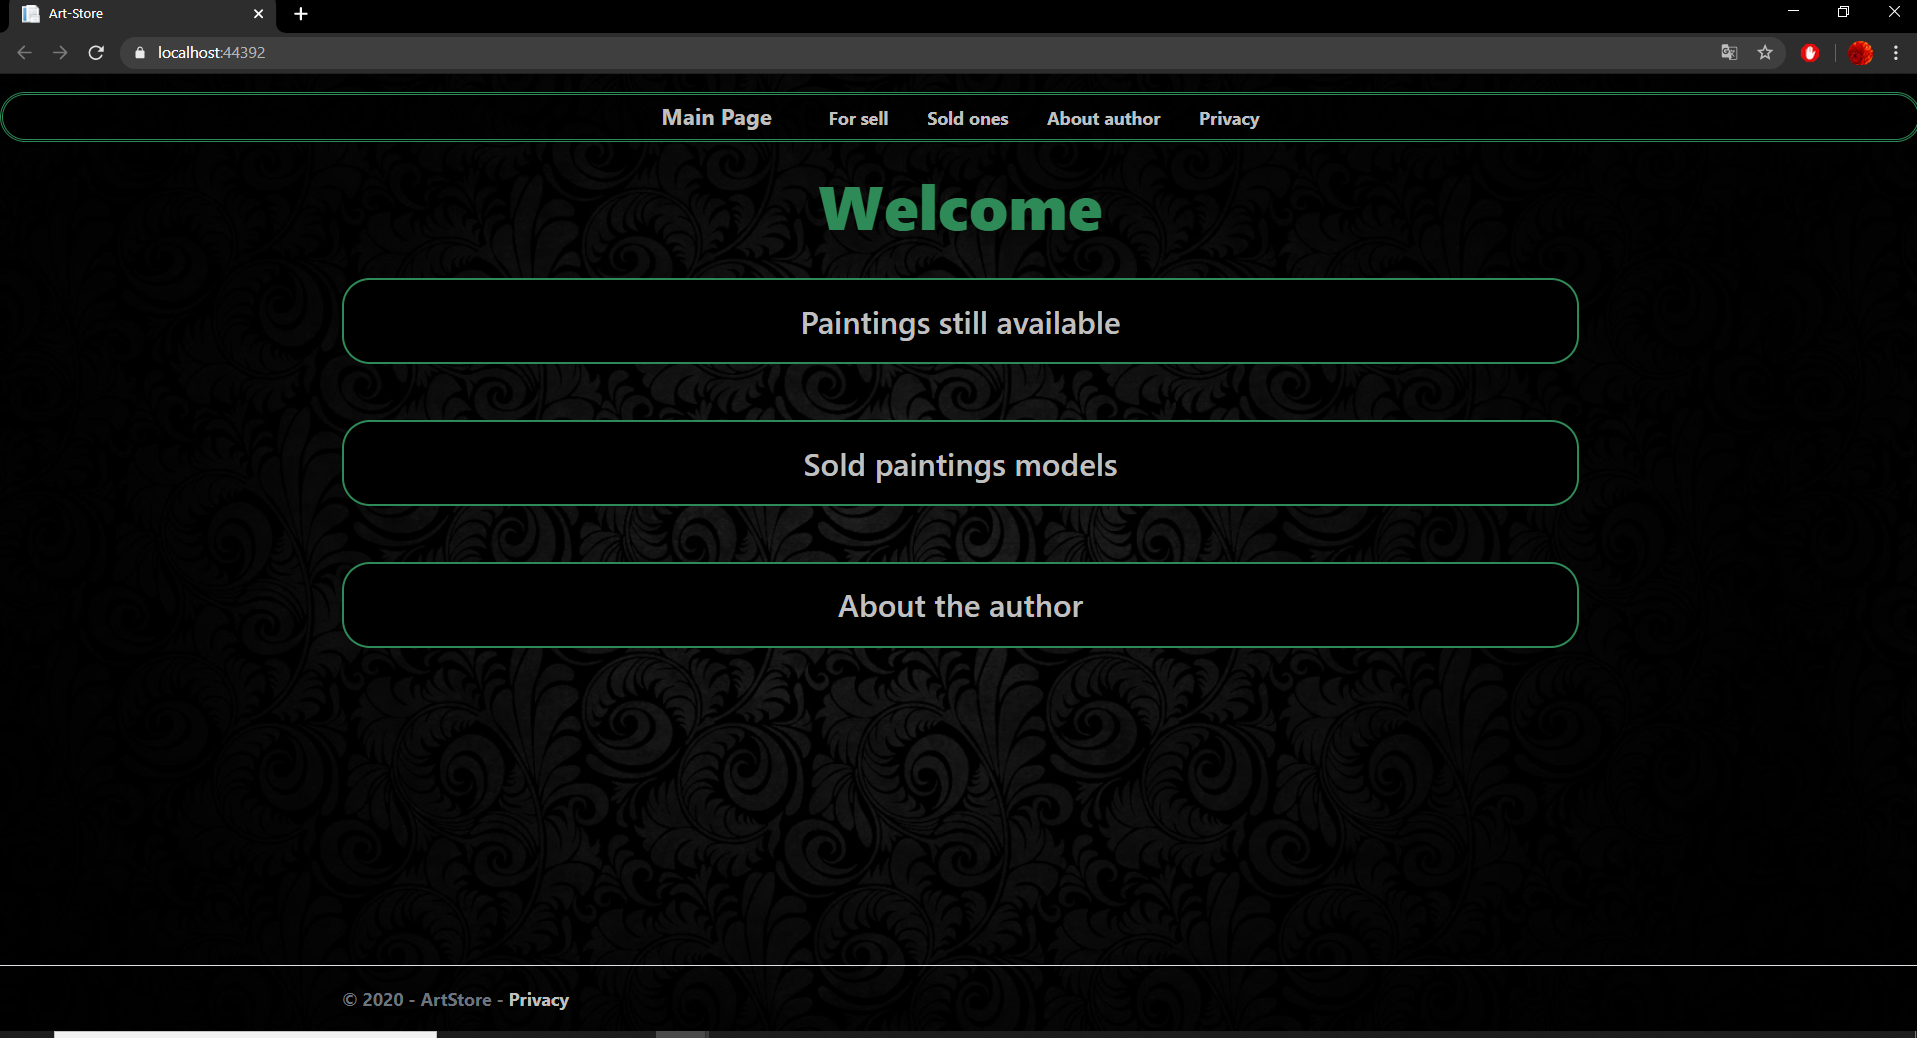 Art-Store
localhost:44392
Main Page For sell Sold ones About author Privacy
Welcome
Paintings still available
Sold paintings models
About the author
© 2020 - ArtStore - Privacy